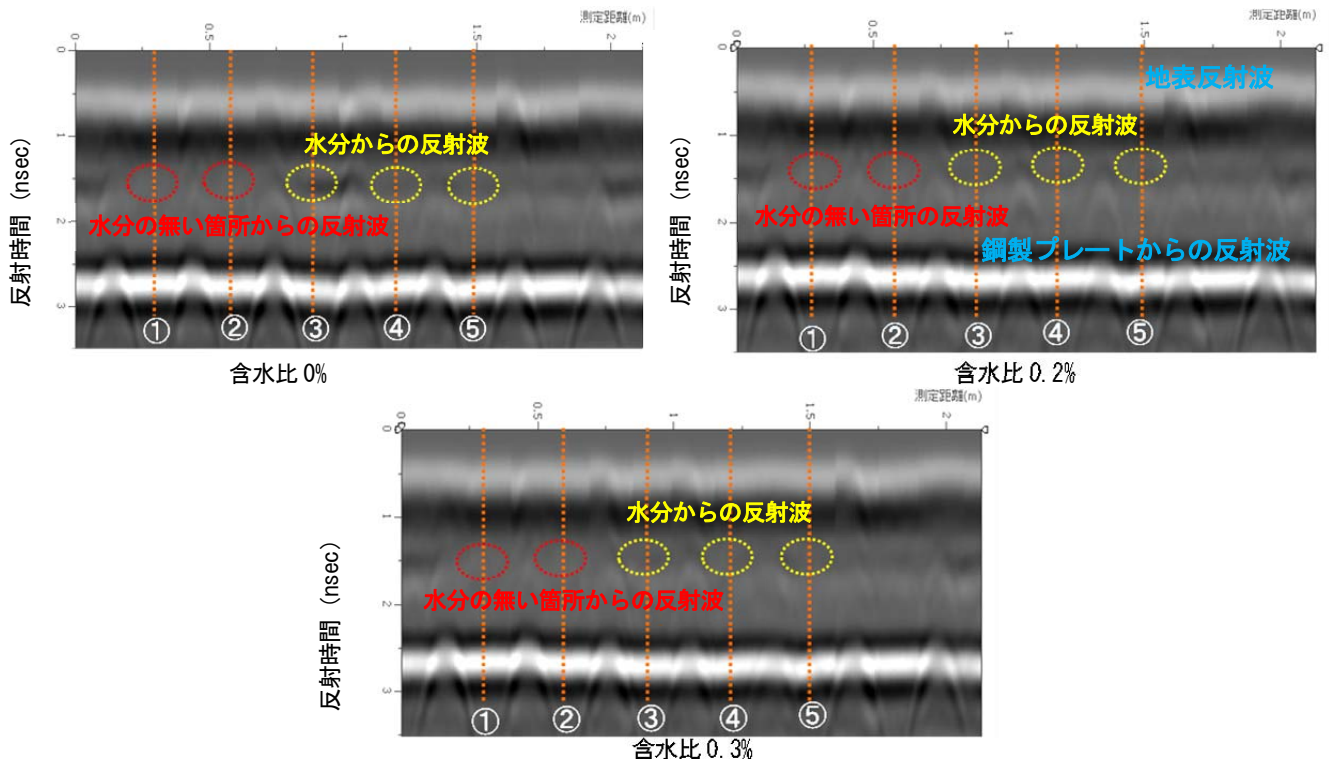 測定距離(m)
0 0.5 1 1.5
0
1
2
3
反射時間 (nsec)
水分からの反射波
水分の無い箇所からの反射波
① ② ③ ④ ⑤
含水比 0%
測定距離(m)
0 0.5 1 1.5 2
0
1
2
3
反射時間 (nsec)
地表反射波
水分からの反射波
水分の無い箇所の反射波
鋼製プレートからの反射波
① ② ③ ④ ⑤
含水比 0.2%
測定距離(m)
0 0.5 1 1.5 2
0
1
2
3
反射時間 (nsec)
水分からの反射波
水分の無い箇所からの反射波
① ② ③ ④ ⑤
含水比 0.3%